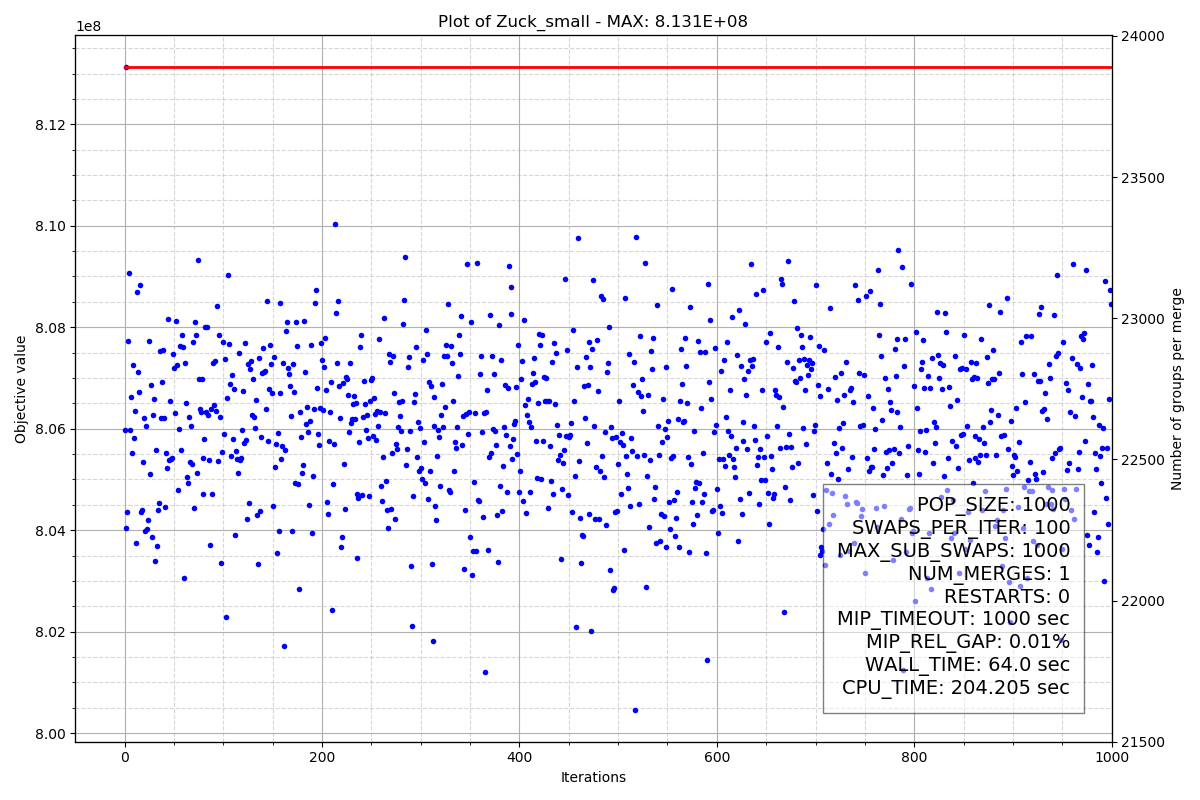 Plot of Zuck_small - MAX: 8.131E+08
1e8
24000
8.12
23500
8.10
8.08
23000
Objective value
Number of groups per merge
8.06
22500
POP_SIZE: 1000
SWAPS_PER_ITER: 100
8.04
MAX_SUB_SWAPS: 1000
NUM_MERGES: 1
RESTARTS: 0
22000
MIP_TIMEOUT: 1000 sec
8.02
MIP_REL_GAP: 0.01%
WALL_TIME: 64.0 sec
CPU_TIME: 204.205 sec
8.00
21500
0 200 400 600 800 1000
Iterations